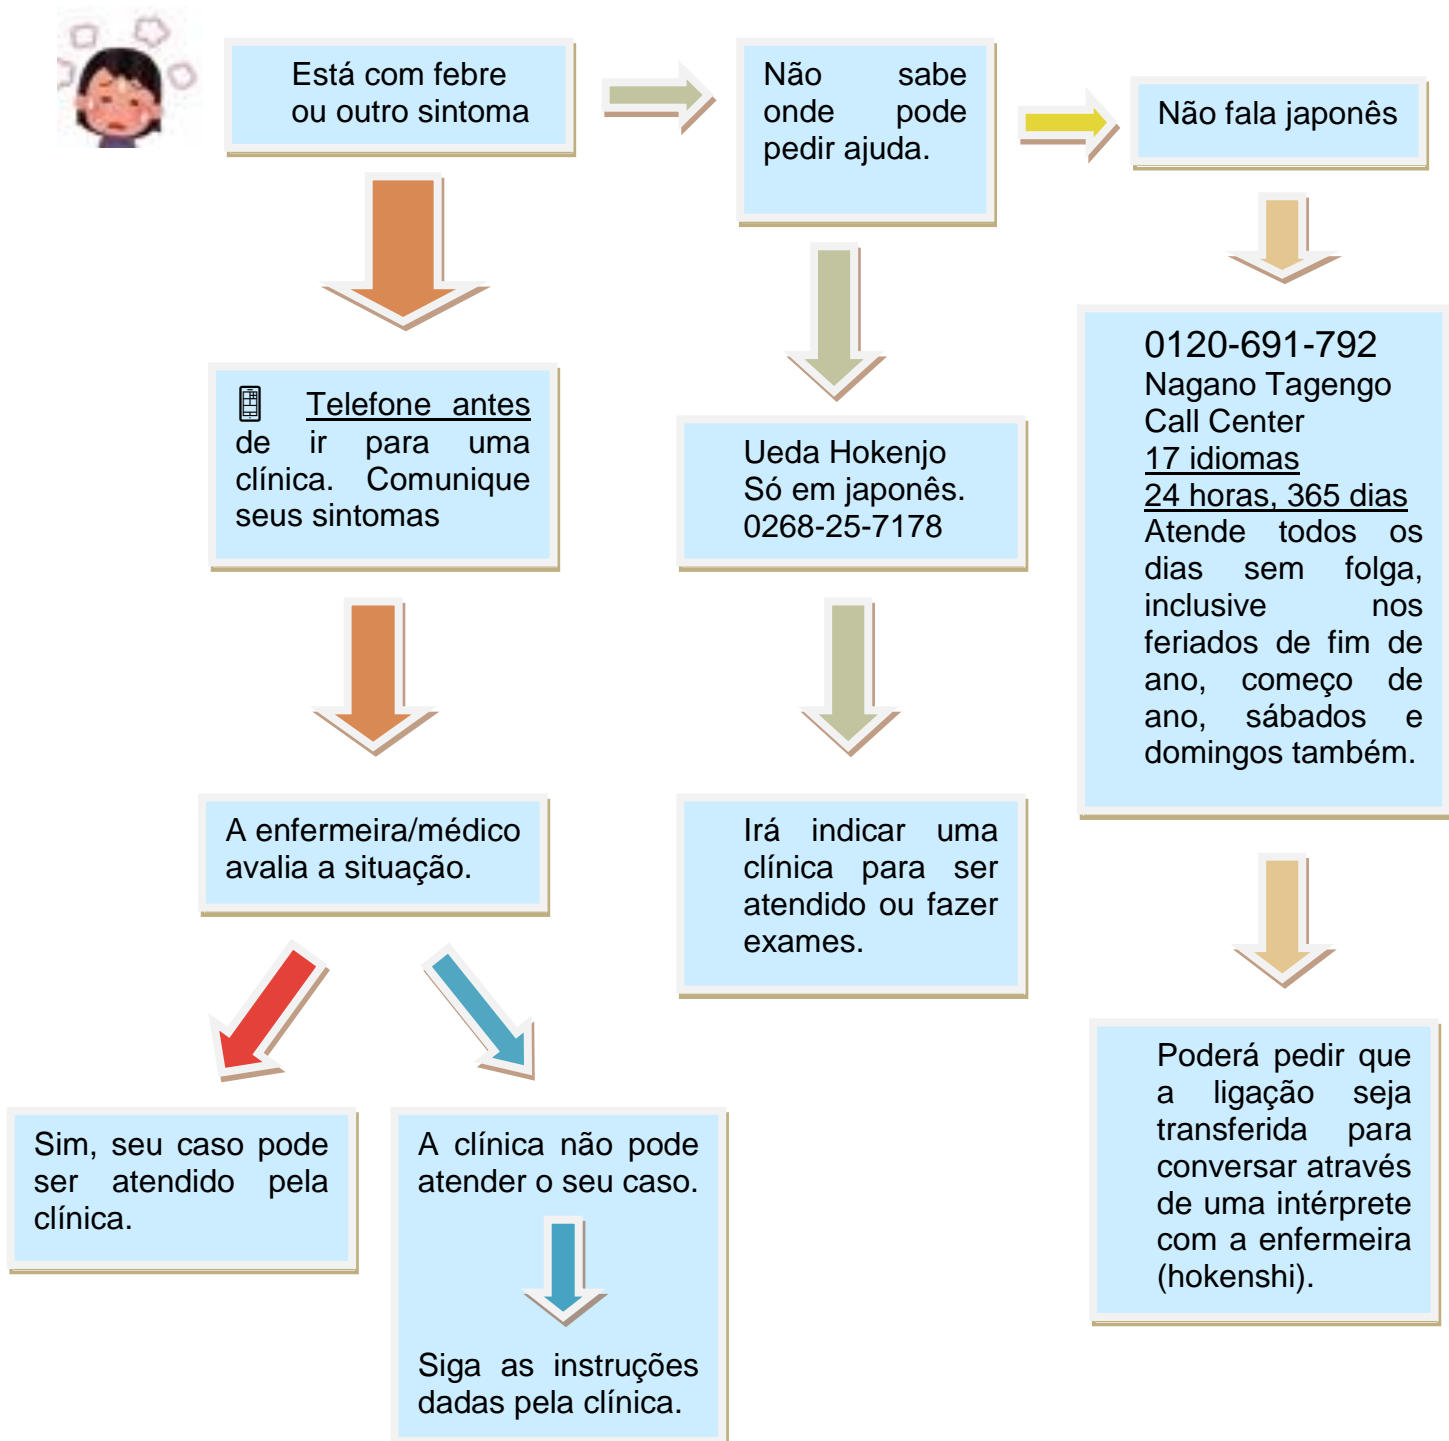 Está com febre
ou outro sintoma
Não sabe
onde pode
pedir ajuda.
Não fala japonês
Telefone antes
de ir para uma
clínica. Comunique
seus sintomas
Ueda Hokenjo
Só em japonês.
0268-25-7178
0120-691-792
Nagano Tagengo
Call Center
17 idiomas
24 horas, 365 dias
Atende todos os
dias sem folga,
inclusive nos
feriados de fim de
ano, começo de
ano, sábados e
domingos também.
A enfermeira/médico
avalia a situação.
Irá indicar uma
clínica para ser
atendido ou fazer
exames.
Sim, seu caso pode
ser atendido pela
clínica.
A clínica não pode
atender o seu caso.
Siga as instruções
dadas pela clínica.
Poderá pedir que
a ligação seja
transferida para
conversar através
de uma intérprete
com a enfermeira
(hokenshi).